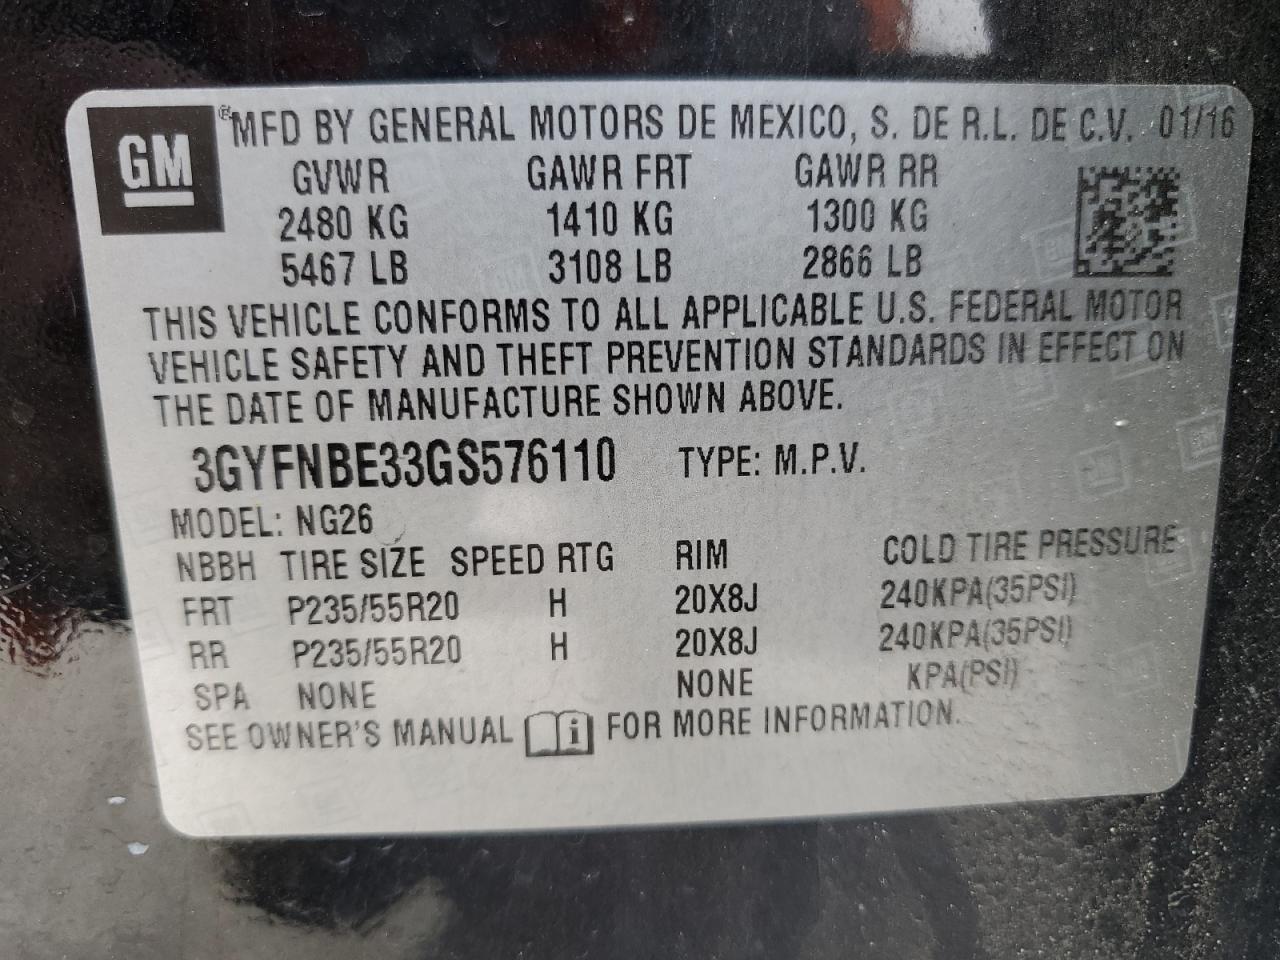 GM
® MFD BY GENERAL MOTORS DE MEXICO, S. DE R.L. DE C.V. 01/16
GVWR GAWR FRT GAWR RR
2480 KG 1410 KG 1300 KG
5467 LB 3108 LB 2866 LB
THIS VEHICLE CONFORMS TO ALL APPLICABLE U.S. FEDERAL MOTOR
VEHICLE SAFETY AND THEFT PREVENTION STANDARDS IN EFFECT ON
THE DATE OF MANUFACTURE SHOWN ABOVE.
3GYFNBE33GS576110 TYPE: M.P.V.
MODEL: NG26
NBBH TIRE SIZE SPEED RTG RIM COLD TIRE PRESSURE
FRT P235/55R20 H 20X8J 240KPA(35PSI)
RR P235/55R20 H 20X8J 240KPA(35PSI)
SPA NONE NONE KPA(PSI)
SEE OWNER'S MANUAL i FOR MORE INFORMATION.